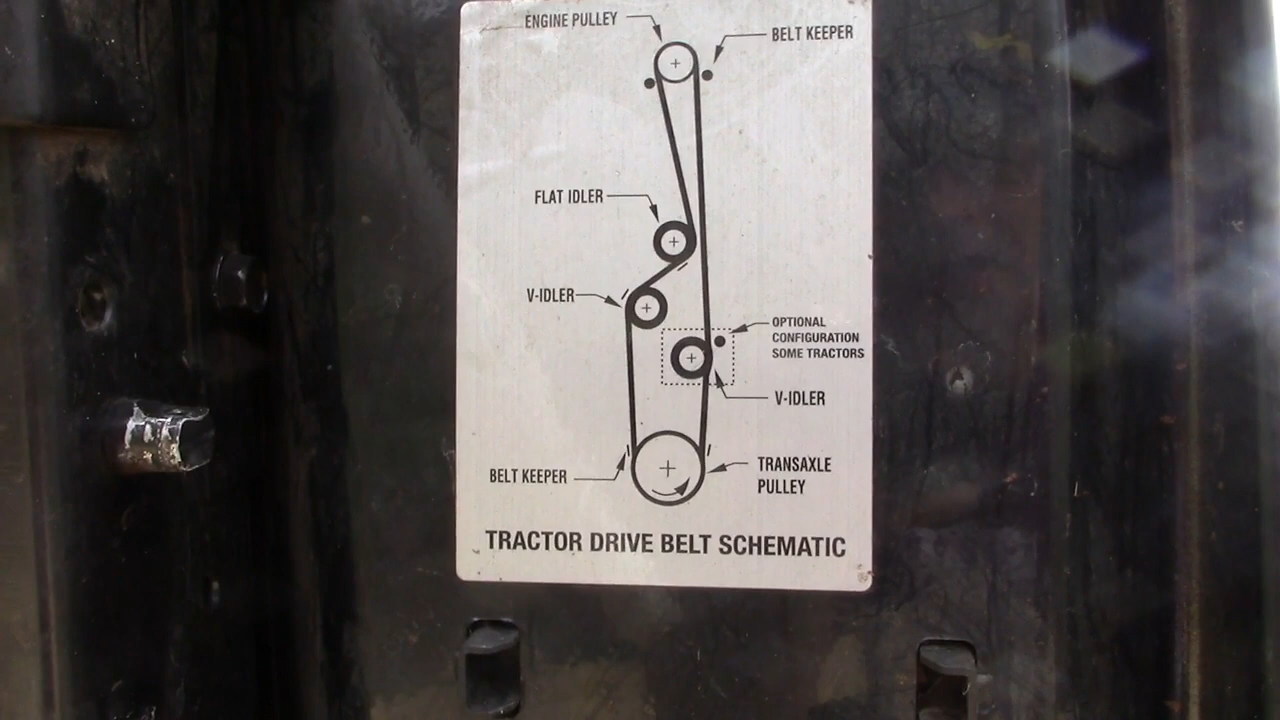 ENGINE PULLEY
BELT KEEPER
FLAT IDLER
V-IDLER
OPTIONAL
CONFIGURATION
SOME TRACTORS
V-IDLER
BELT KEEPER
TRANSAXLE
PULLEY
TRACTOR DRIVE BELT SCHEMATIC